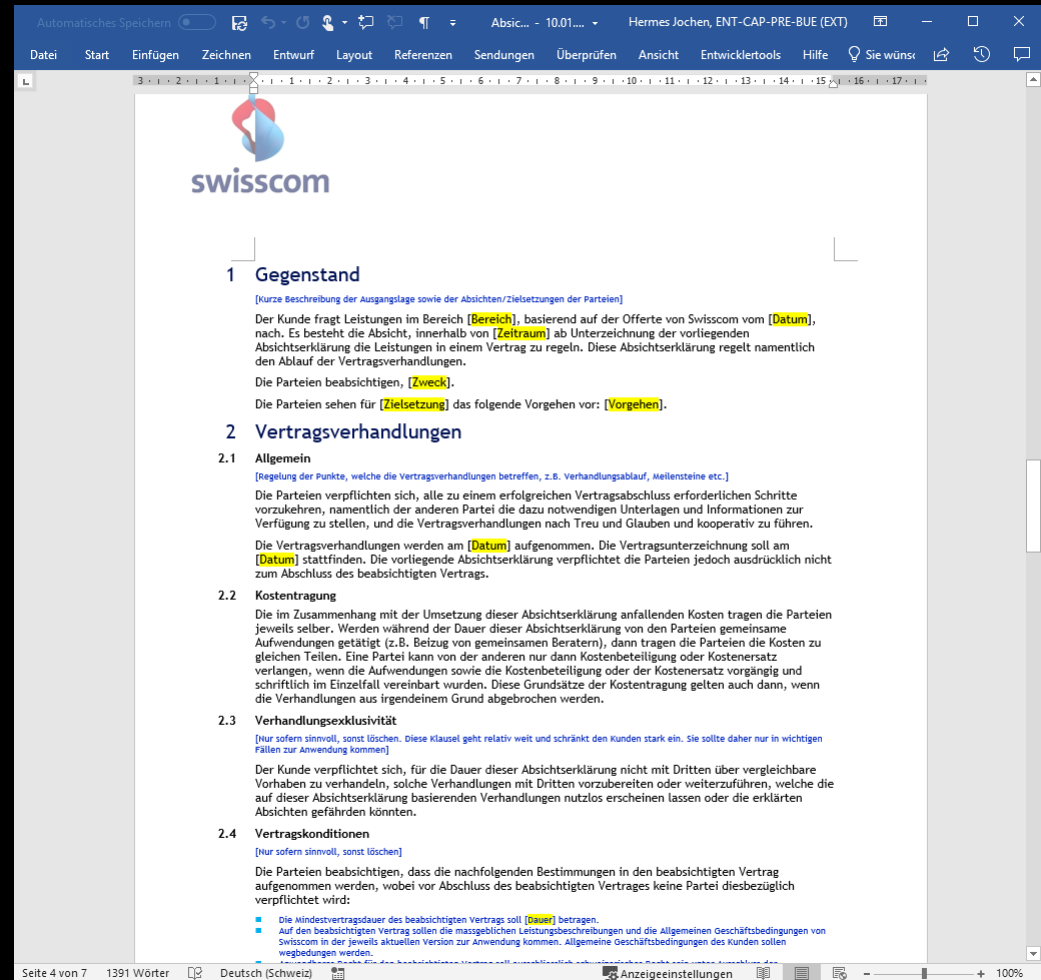 Automatisches Speichern
Absic... - 10.01....
Hermes Jochen, ENT-CAP-PRE-BUE (EXT)
Datei Start Einfügen Zeichnen Entwurf Layout Referenzen Sendungen Überprüfen Ansicht Entwicklertools Hilfe Sie wünsc
3 2 1 1 2 3 4 5 6 7 8 9 10 11 12 13 14 15 16 17
swisscom
1 Gegenstand
[Kurze Beschreibung der Ausgangslage sowie der Absichten/Zielsetzungen der Parteien]
Der Kunde fragt Leistungen im Bereich [Bereich], basierend auf der Offerte von Swisscom vom [Datum],
nach. Es besteht die Absicht, innerhalb von [Zeitraum] ab Unterzeichnung der vorliegenden
Absichtserklärung die Leistungen in einem Vertrag zu regeln. Diese Absichtserklärung regelt namentlich
den Ablauf der Vertragsverhandlungen.
Die Parteien beabsichtigen, [Zweck].
Die Parteien sehen für [Zielsetzung] das folgende Vorgehen vor: [Vorgehen].
2 Vertragsverhandlungen
2.1 Allgemein
[Regelung der Punkte, welche die Vertragsverhandlungen betreffen, z.B. Verhandlungsablauf, Meilensteine etc.]
Die Parteien verpflichten sich, alle zu einem erfolgreichen Vertragsabschluss erforderlichen Schritte
vorzukehren, namentlich der anderen Partei die dazu notwendigen Unterlagen und Informationen zur
Verfügung zu stellen, und die Vertragsverhandlungen nach Treu und Glauben und kooperativ zu führen.
Die Vertragsverhandlungen werden am [Datum] aufgenommen. Die Vertragsunterzeichnung soll am
[Datum] stattfinden. Die vorliegende Absichtserklärung verpflichtet die Parteien jedoch ausdrücklich nicht
zum Abschluss des beabsichtigten Vertrags.
2.2 Kostentragung
Die im Zusammenhang mit der Umsetzung dieser Absichtserklärung anfallenden Kosten tragen die Parteien
jeweils selber. Werden während der Dauer dieser Absichtserklärung von den Parteien gemeinsame
Aufwendungen getätigt (z.B. Beizug von gemeinsamen Beratern), dann tragen die Parteien die Kosten zu
gleichen Teilen. Eine Partei kann von der anderen nur dann Kostenbeteiligung oder Kostenersatz
verlangen, wenn die Aufwendungen sowie die Kostenbeteiligung oder der Kostenersatz vorgängig und
schriftlich im Einzelfall vereinbart wurden. Diese Grundsätze der Kostentragung gelten auch dann, wenn
die Verhandlungen aus irgendeinem Grund abgebrochen werden.
2.3 Verhandlungsexklusivität
[Nur sofern sinnvoll, sonst löschen. Diese Klausel geht relativ weit und schränkt den Kunden stark ein. Sie sollte daher nur in wichtigen
Fällen zur Anwendung kommen]
Der Kunde verpflichtet sich, für die Dauer dieser Absichtserklärung nicht mit Dritten über vergleichbare
Vorhaben zu verhandeln, solche Verhandlungen mit Dritten vorzubereiten oder weiterzuführen, welche die
auf dieser Absichtserklärung basierenden Verhandlungen nutzlos erscheinen lassen oder die erklärten
Absichten gefährden könnten.
2.4 Vertragskonditionen
[Nur sofern sinnvoll, sonst löschen]
Die Parteien beabsichtigen, dass die nachfolgenden Bestimmungen in den beabsichtigten Vertrag
aufgenommen werden, wobei vor Abschluss des beabsichtigten Vertrages keine Partei diesbezüglich
verpflichtet wird:
Die Mindestvertragsdauer des beabsichtigten Vertrags soll [Dauer] betragen.
Auf den beabsichtigten Vertrag sollen die massgeblichen Leistungsbeschreibungen und die Allgemeinen Geschäftsbedingungen von
Swisscom in der jeweils aktuellen Version zur Anwendung kommen. Allgemeine Geschäftsbedingungen des Kunden sollen
wegbedungen werden.
Seite 4 von 7 1391 Wörter Deutsch (Schweiz) Anzeigeeinstellungen 100%